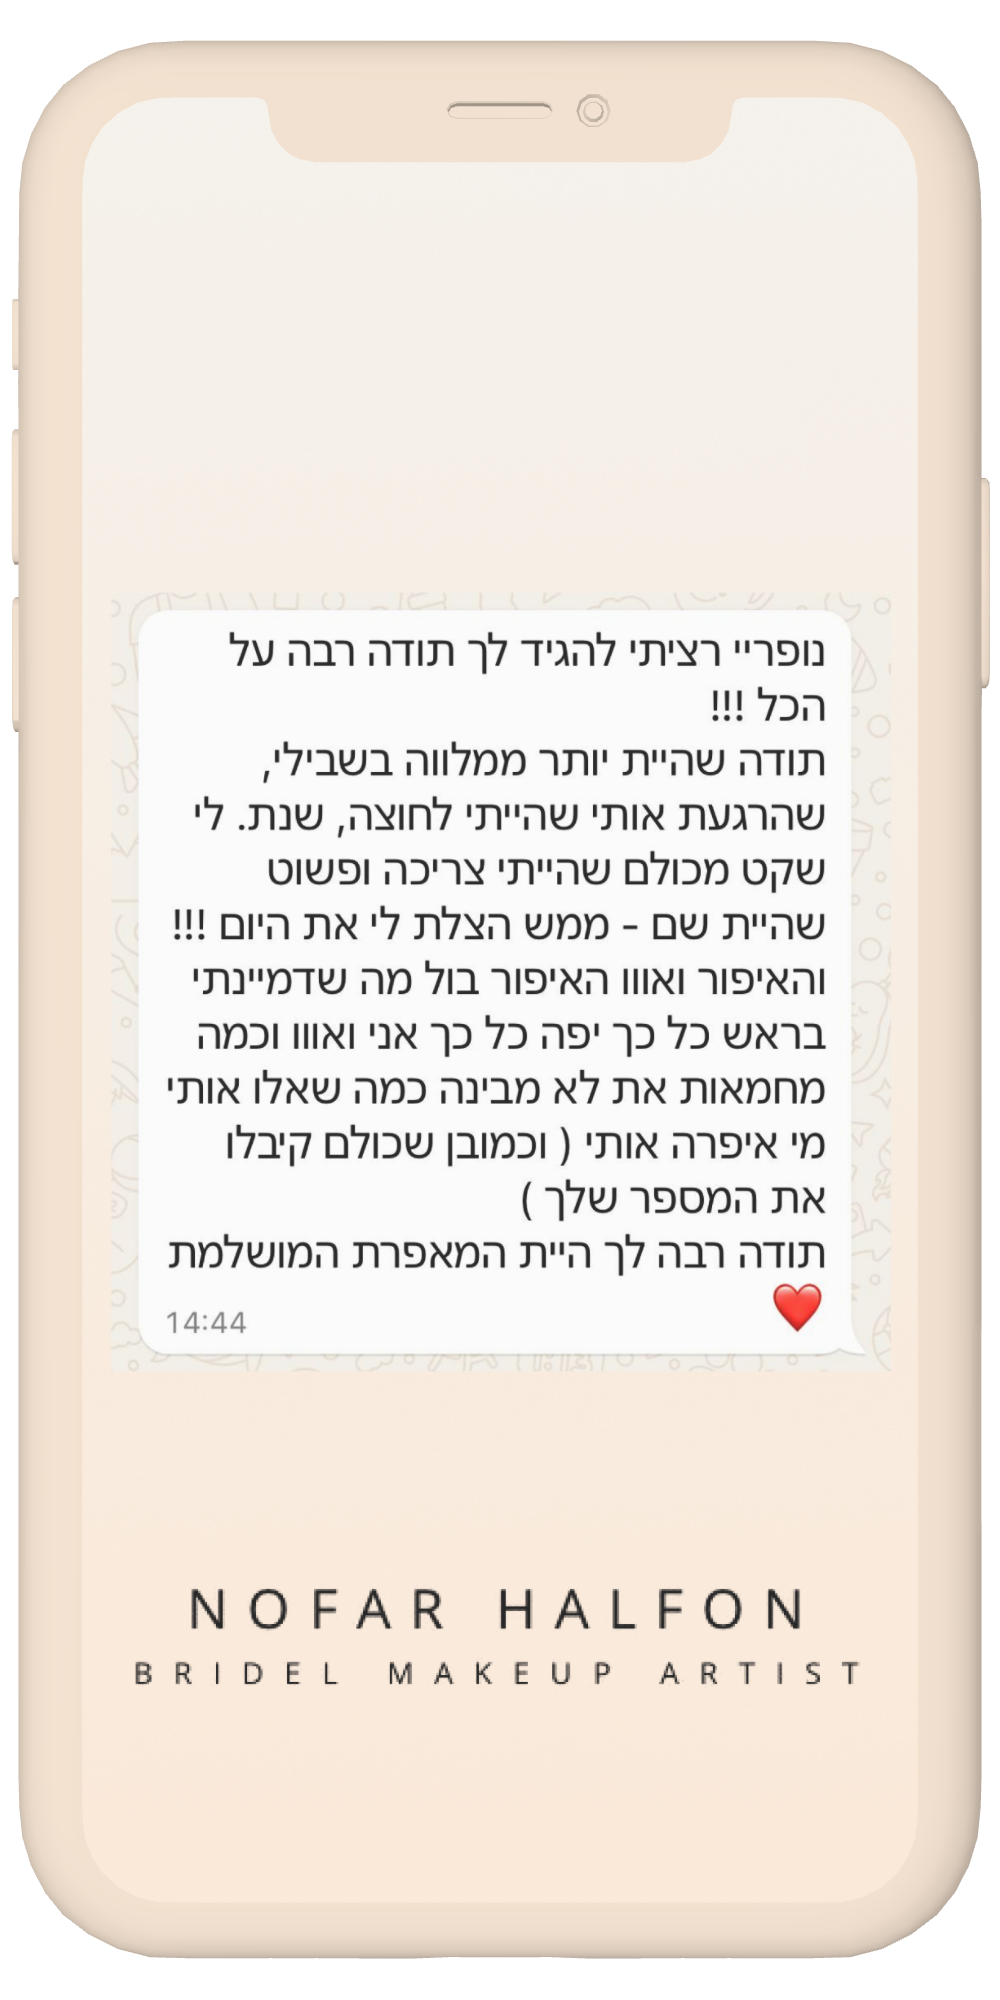 נופריי רציתי להגיד לך תודה רבה על
הכל !!!
תודה שהיית יותר ממלווה בשבילי,
שהרגעת אותי שהייתי לחוצה, שנת. לי
שקט מכולם שהייתי צריכה ופשוט
שהיית שם - ממש הצלת לי את היום !!!
והאיפור ואווו האיפור בול מה שדמיינתי
בראש כל כך יפה כל כך אני ואווו וכמה
מחמאות את לא מבינה כמה שאלו אותי
מי איפרה אותי ( וכמובן שכולם קיבלו
את המספר שלך )
תודה רבה לך היית המאפרת המושלמת
❤️
14:44
NOFAR HALFON
BRIDEL MAKEUP ARTIST